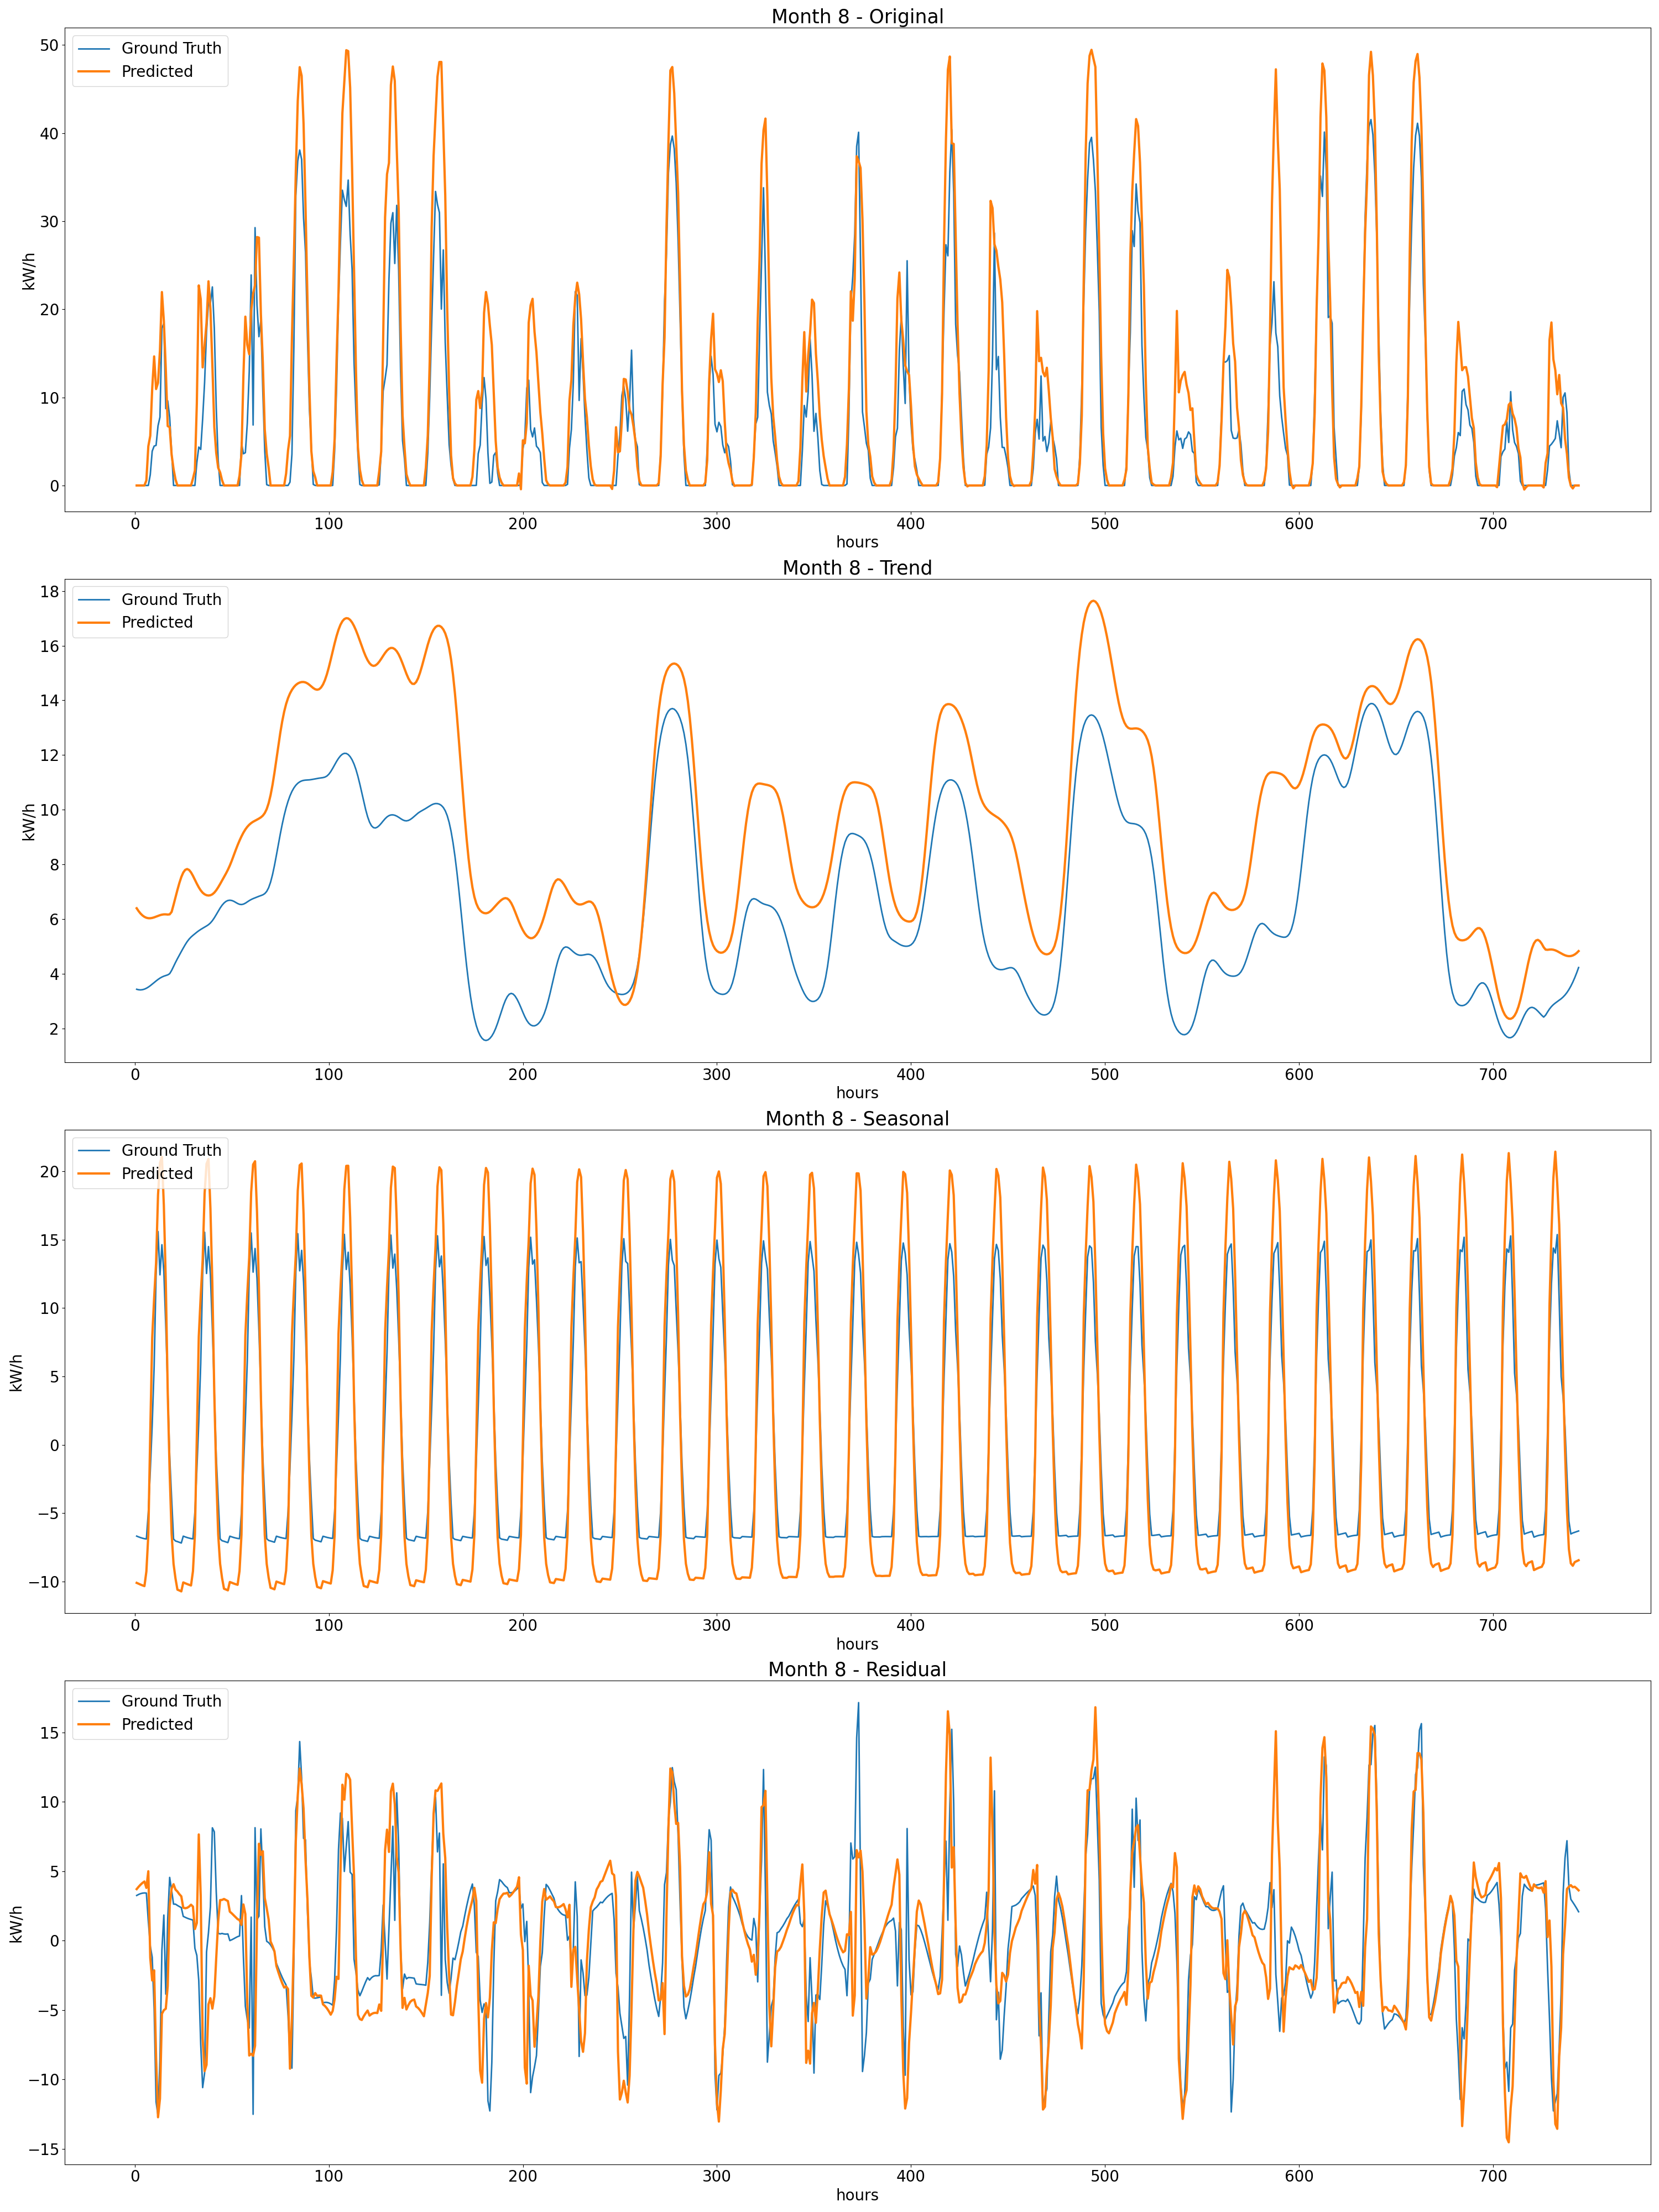 Month 8 - Original
Ground Truth
Predicted
50
40
30
20
10
0
kW/h
0 100 200 300 400 500 600 700
hours
Month 8 - Trend
Ground Truth
Predicted
18
16
14
12
10
8
6
4
2
kW/h
0 100 200 300 400 500 600 700
hours
Month 8 - Seasonal
Ground Truth
Predicted
20
15
10
5
0
−5
−10
kW/h
0 100 200 300 400 500 600 700
hours
Month 8 - Residual
Ground Truth
Predicted
15
10
5
0
−5
−10
−15
kW/h
0 100 200 300 400 500 600 700
hours